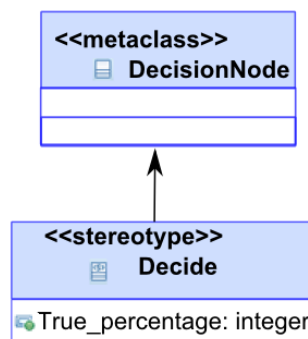 <<metaclass>>
DecisionNode
<<stereotype>>
Decide
True_percentage: integer